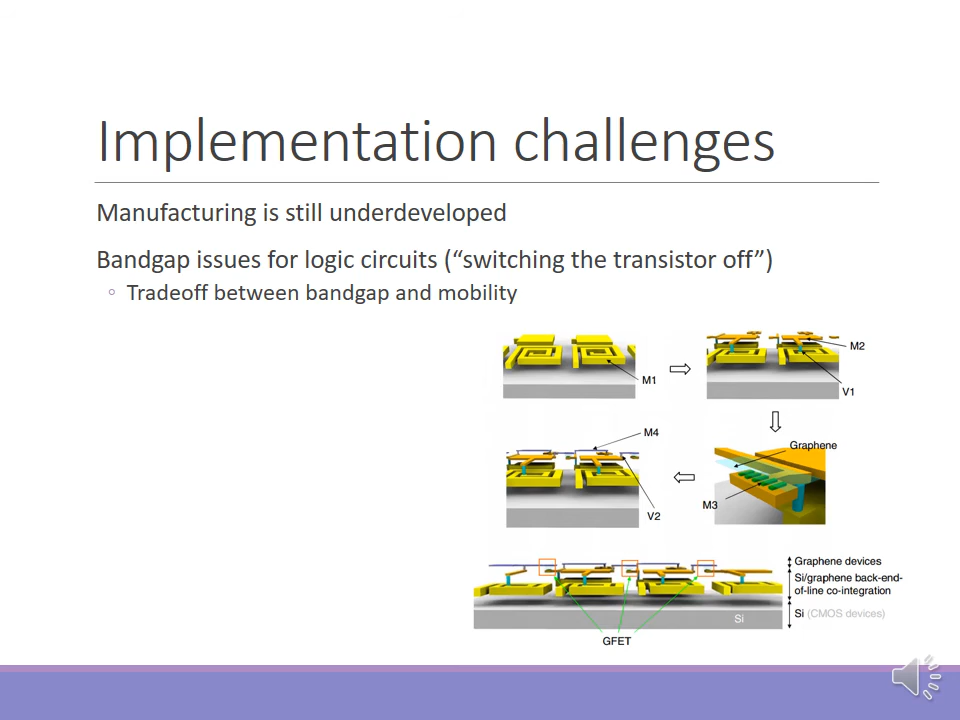 Implementation challenges
Manufacturing is still underdeveloped
Bandgap issues for logic circuits (“switching the transistor off”)
◦ Tradeoff between bandgap and mobility
M1
M2
V1
Graphene
M3
M4
V2
Graphene devices
Si/graphene back-end-
of-line co-integration
Si (CMOS devices)
Si
GFET